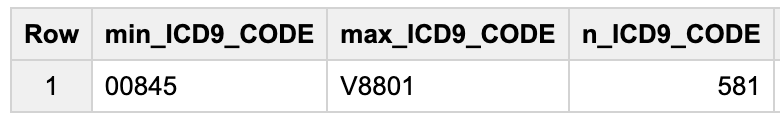 Row min_ICD9_CODE max_ICD9_CODE n_ICD9_CODE
1 00845 V8801 581